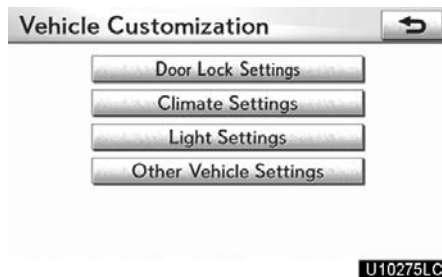 Vehicle Customization
Door Lock Settings
Climate Settings
Light Settings
Other Vehicle Settings
U10275LC